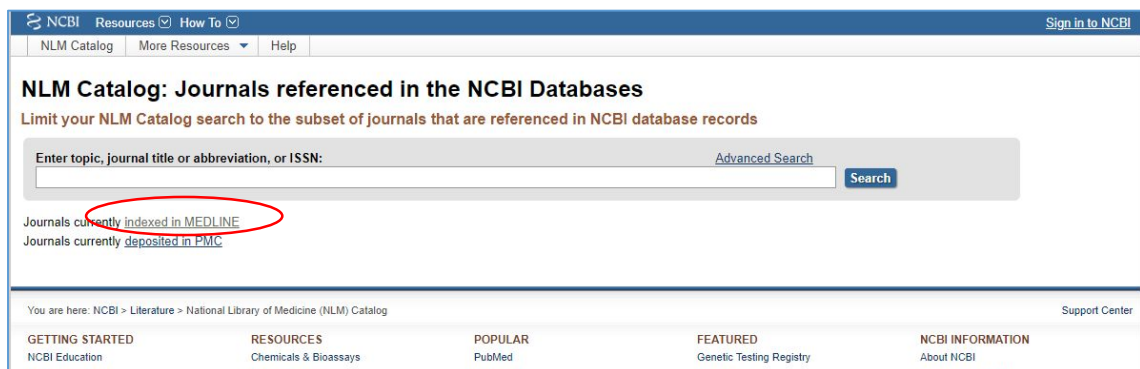 NCBI Resources How To Sign in to NCBI
NLM Catalog More Resources Help
NLM Catalog: Journals referenced in the NCBI Databases
Limit your NLM Catalog search to the subset of journals that are referenced in NCBI database records
Enter topic, journal title or abbreviation, or ISSN: Advanced Search
Search
Journals currently indexed in MEDLINE
Journals currently deposited in PMC
You are here: NCBI > Literature > National Library of Medicine (NLM) Catalog Support Center
GETTING STARTED RESOURCES POPULAR FEATURED NCBI INFORMATION
NCBI Education Chemicals & Bioassays PubMed Genetic Testing Registry About NCBI